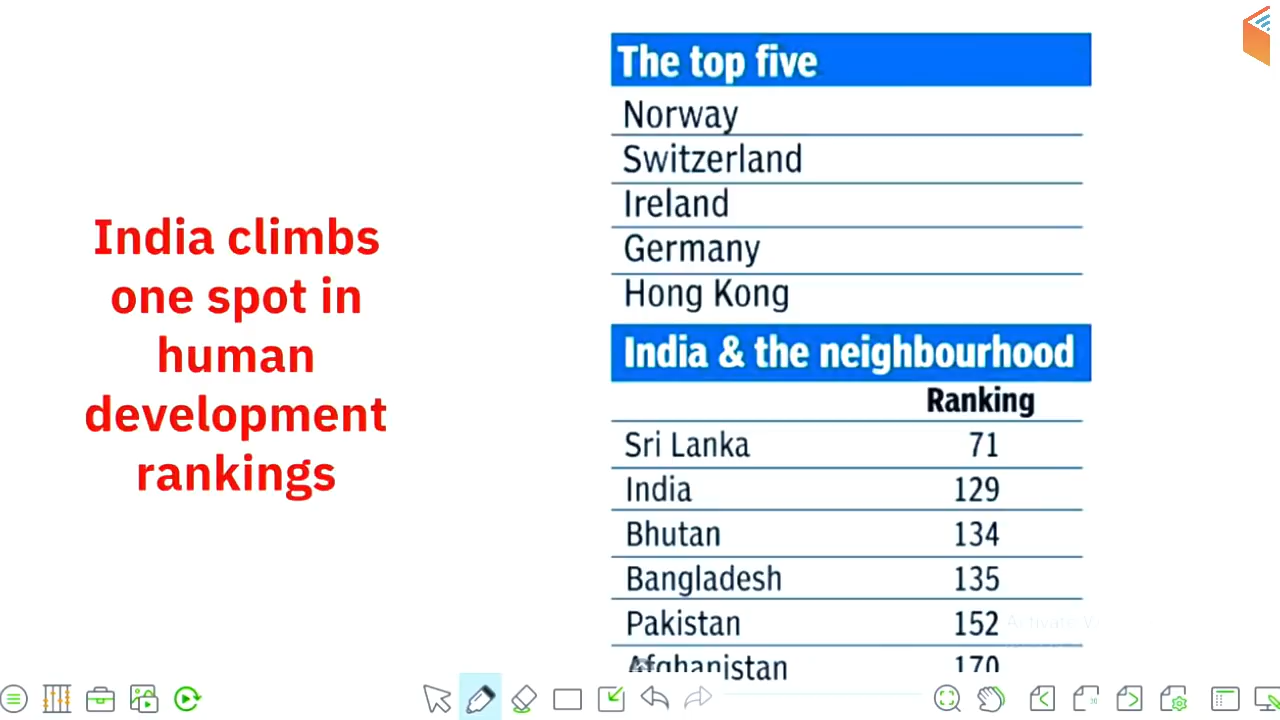 India climbs
one spot in
human
development
rankings
The top five
Norway
Switzerland
Ireland
Germany
Hong Kong
India & the neighbourhood
Ranking
Sri Lanka 71
India 129
Bhutan 134
Bangladesh 135
Pakistan 152
Afghanistan 170